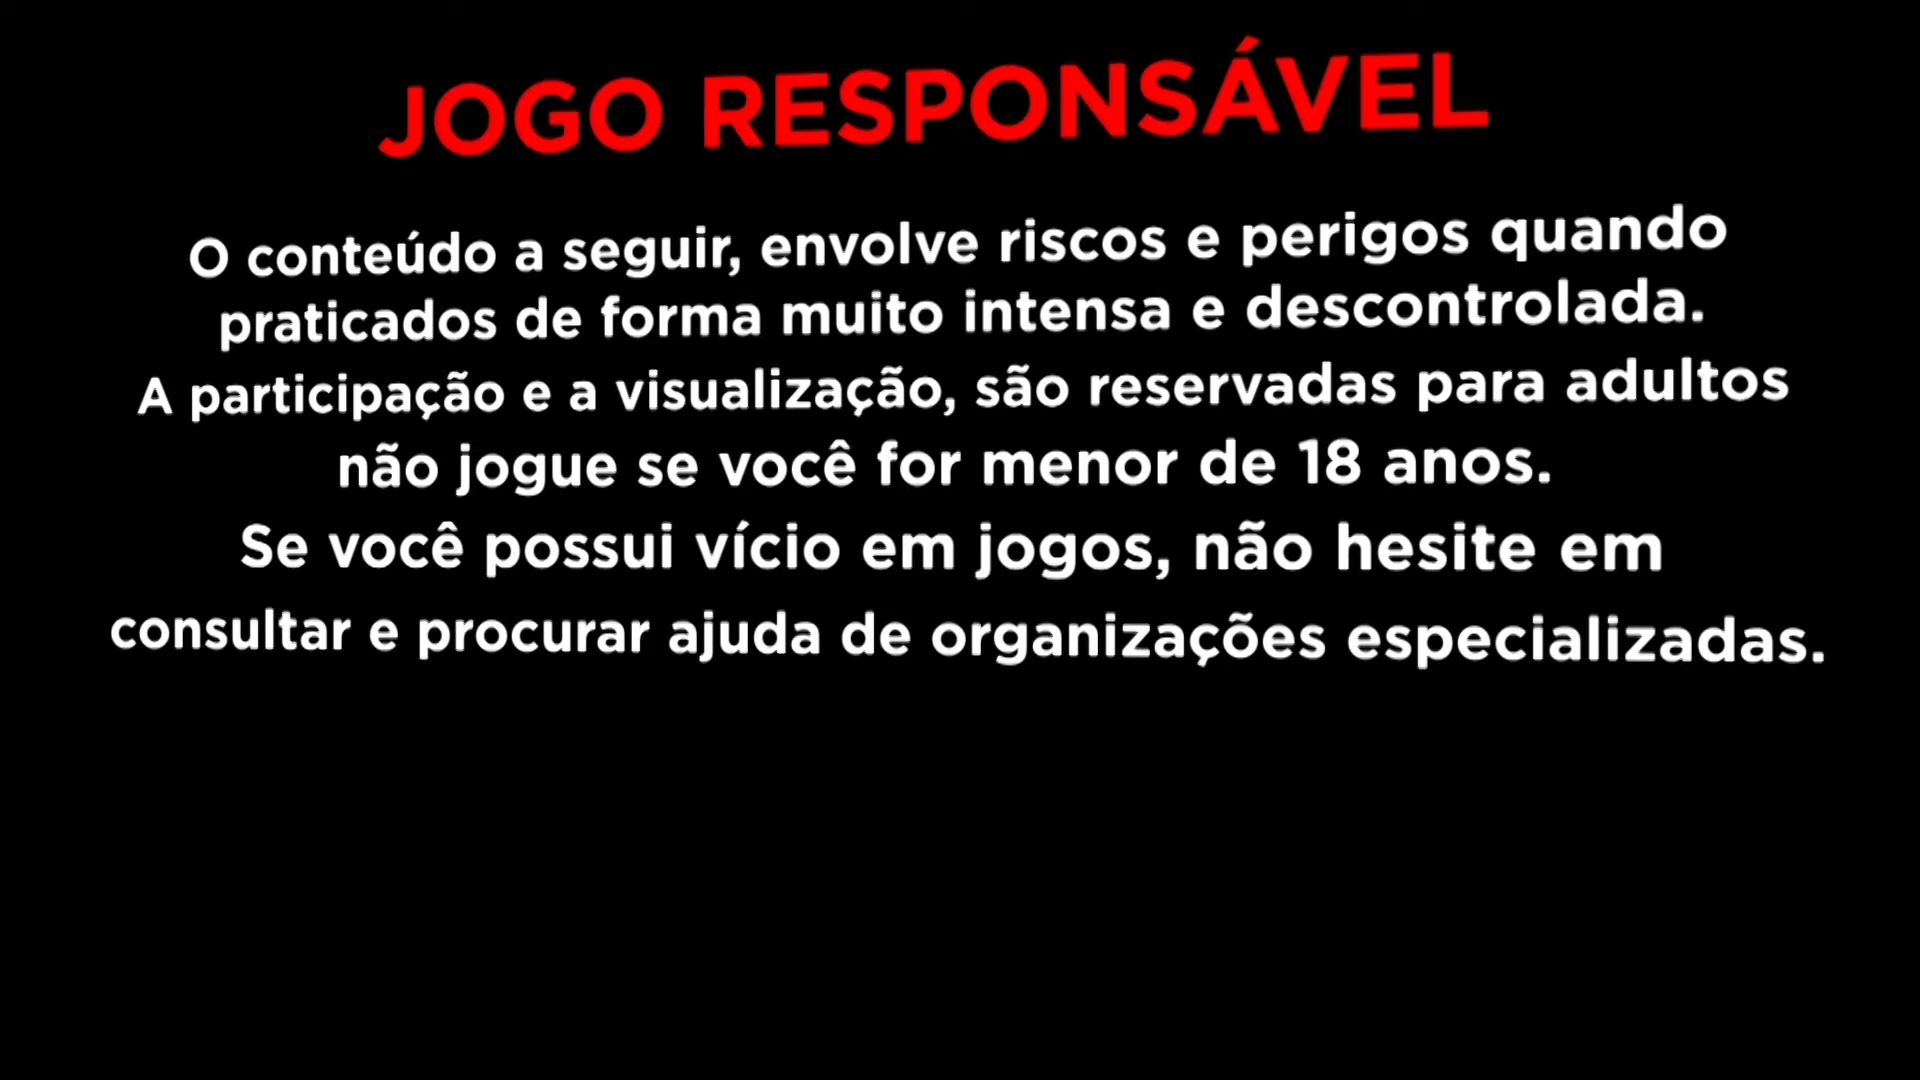 JOGO RESPONSÁVEL
O conteúdo a seguir, envolve riscos e perigos quando
praticados de forma muito intensa e descontrolada.
A participação e a visualização, são reservadas para adultos
não jogue se você for menor de 18 anos.
Se você possui vício em jogos, não hesite em
consultar e procurar ajuda de organizações especializadas.